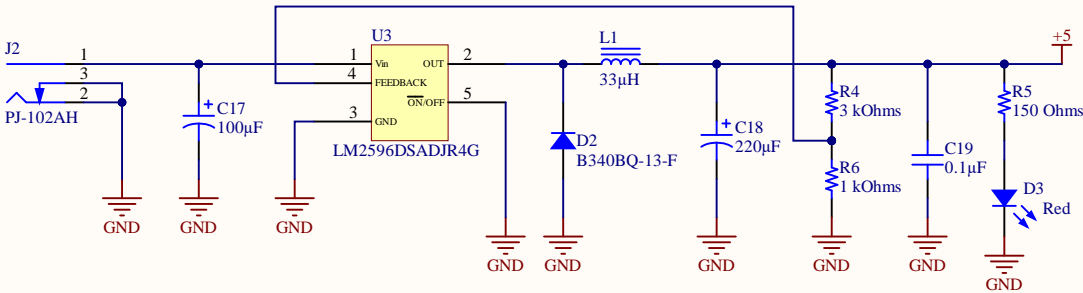 +5
J2
1
3
2
PJ-102AH
C17
100µF
U3
1
Vin
OUT
2
4
FEEDBACK
ON/OFF
5
3
GND
LM2596DSADJR4G
L1
33µH
D2
B340BQ-13-F
C18
220µF
R4
3 kOhms
R6
1 kOhms
C19
0.1µF
R5
150 Ohms
D3
Red
GND
GND
GND
GND
GND
GND
GND
GND
GND